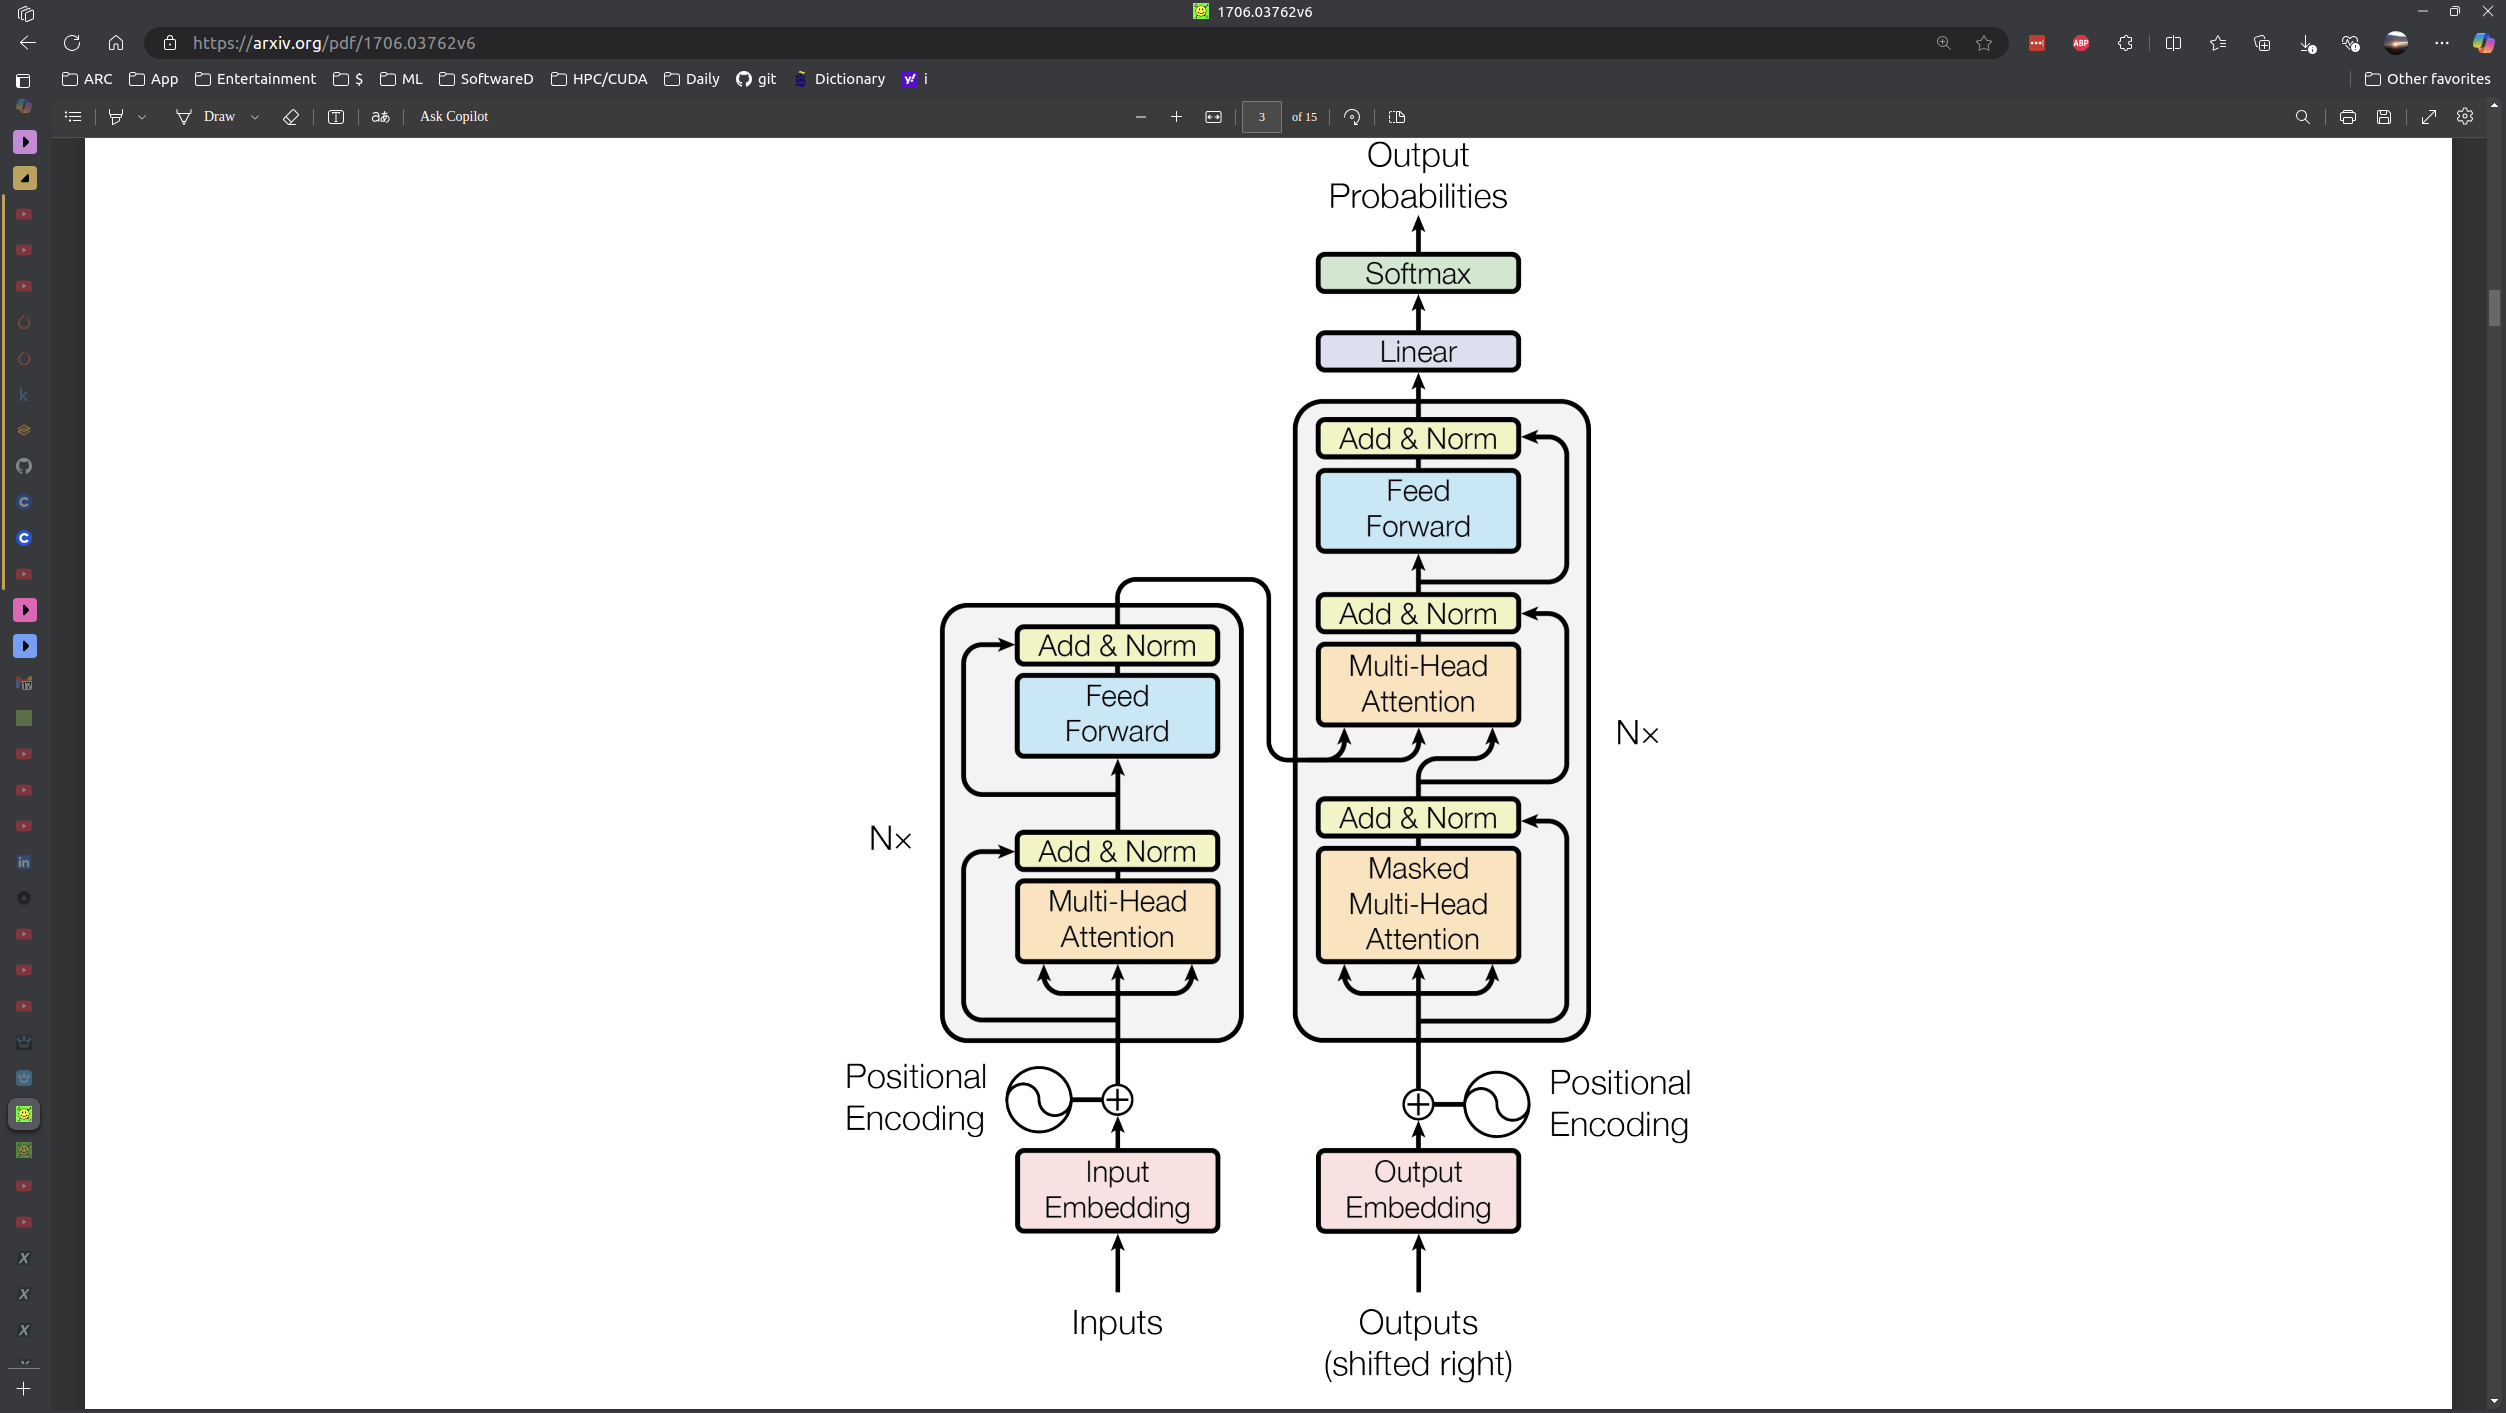 1706.03762v6
https://arxiv.org/pdf/1706.03762v6
ARC App Entertainment $ ML SoftwareD HPC/CUDA Daily git Dictionary i Other favorites
Draw Ask Copilot 3 of 15
Output
Probabilities
Softmax
Linear
Add & Norm
Feed
Forward
Add & Norm
Multi-Head
Attention
Nx
Add & Norm
Masked
Multi-Head
Attention
Add & Norm
Feed
Forward
Nx
Add & Norm
Multi-Head
Attention
Positional
Encoding
Positional
Encoding
Input
Embedding
Output
Embedding
Inputs
Outputs
(shifted right)